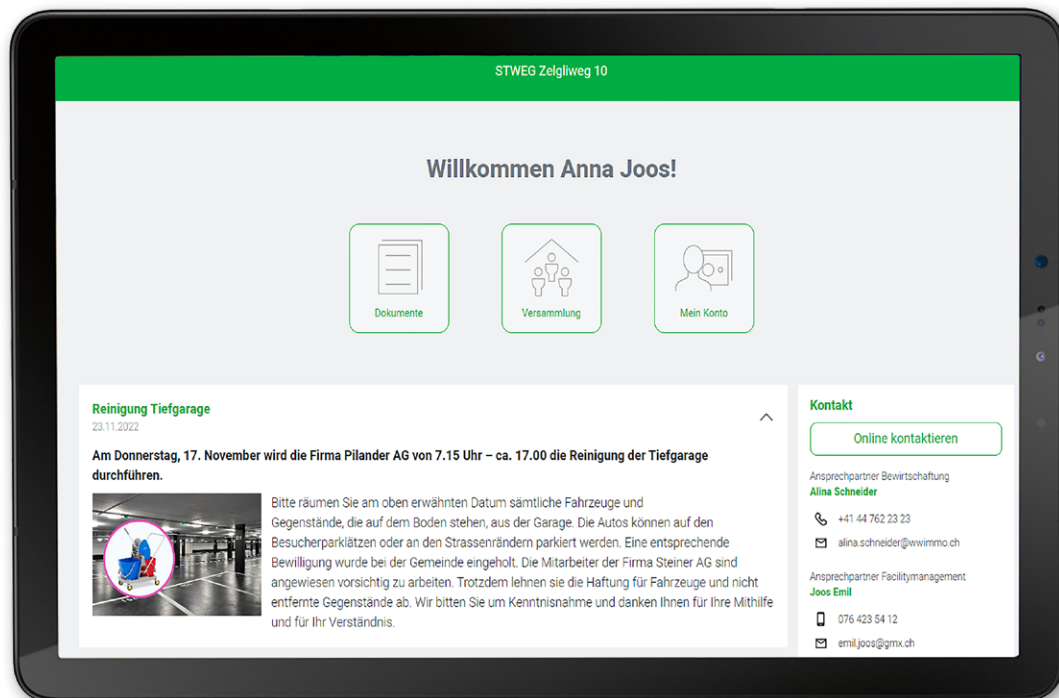 STWEG Zelgliweg 10
Willkommen Anna Joos!
Dokumente
Versammlung
Mein Konto
Reinigung Tiefgarage
23.11.2022
Am Donnerstag, 17. November wird die Firma Pilander AG von 7.15 Uhr – ca. 17.00 die Reinigung der Tiefgarage
durchführen.
Bitte räumen Sie am oben erwähnten Datum sämtliche Fahrzeuge und
Gegenstände, die auf dem Boden stehen, aus der Garage. Die Autos können auf den
Besucherparklätzen oder an den Strassenrändern parkiert werden. Eine entsprechende
Bewilligung wurde bei der Gemeinde eingeholt. Die Mitarbeiter der Firma Steiner AG sind
angewiesen vorsichtig zu arbeiten. Trotzdem lehnen sie die Haftung für Fahrzeuge und nicht
entfernte Gegenstände ab. Wir bitten Sie um Kenntnisnahme und danken Ihnen für Ihre Mithilfe
und für Ihr Verständnis.
Kontakt
Online kontaktieren
Ansprechpartner Bewirtschaftung
Alina Schneider
+41 44 762 23 23
alina.schneider@wwimmo.ch
Ansprechpartner Facilitymanagement
Joos Emil
076 423 54 12
emil.joos@gmx.ch